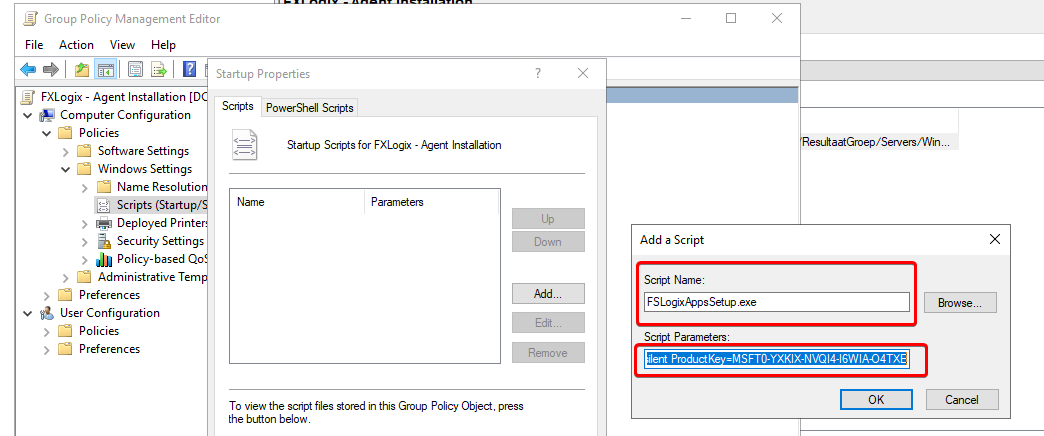 FXLogix - Agent Installation
Group Policy Management Editor
File Action View Help
FXLogix - Agent Installation [DC
Computer Configuration
Policies
Software Settings
Windows Settings
Name Resolution
Scripts (Startup/S
Deployed Printers
Security Settings
Policy-based QoS
Administrative Temp
Preferences
User Configuration
Policies
Preferences
Startup Properties
?
Scripts PowerShell Scripts
Startup Scripts for FXLogix - Agent Installation
Name Parameters
Up
Down
Add...
Edit...
Remove
To view the script files stored in this Group Policy Object, press
the button below.
/ResultaatGroep/Servers/Win...
Add a Script
Script Name:
FSLogixAppsSetup.exe
Browse...
Script Parameters:
silent ProductKey=MSFT0-YXKIX-NVQI4-I6WIA-O4TXE
OK Cancel